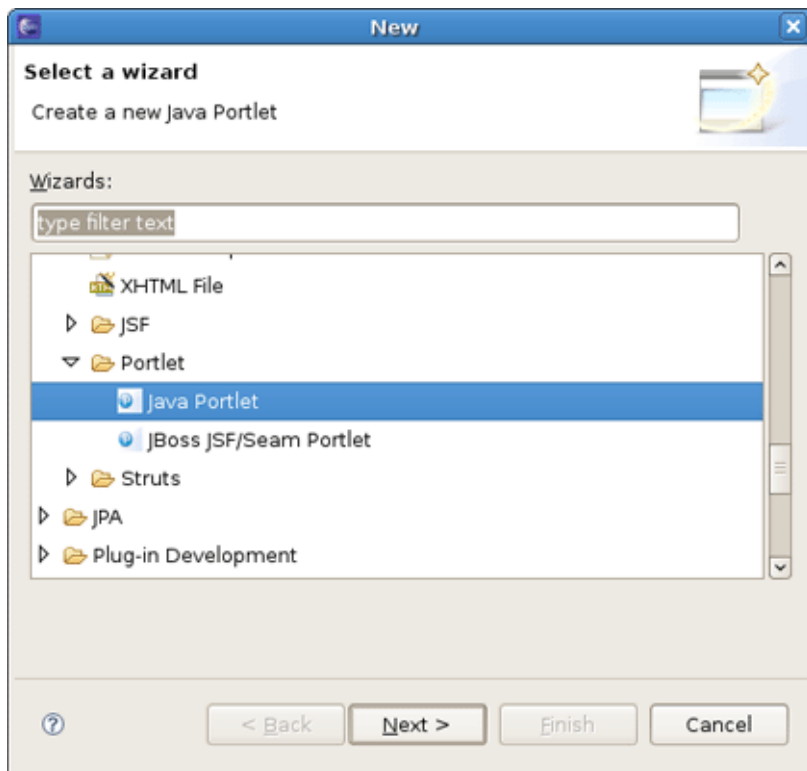 New
Select a wizard
Create a new Java Portlet
Wizards:
type filter text
XHTML File
JSF
Portlet
Java Portlet
JBoss JSF/Seam Portlet
Struts
JPA
Plug-in Development
< Back Next > Finish Cancel